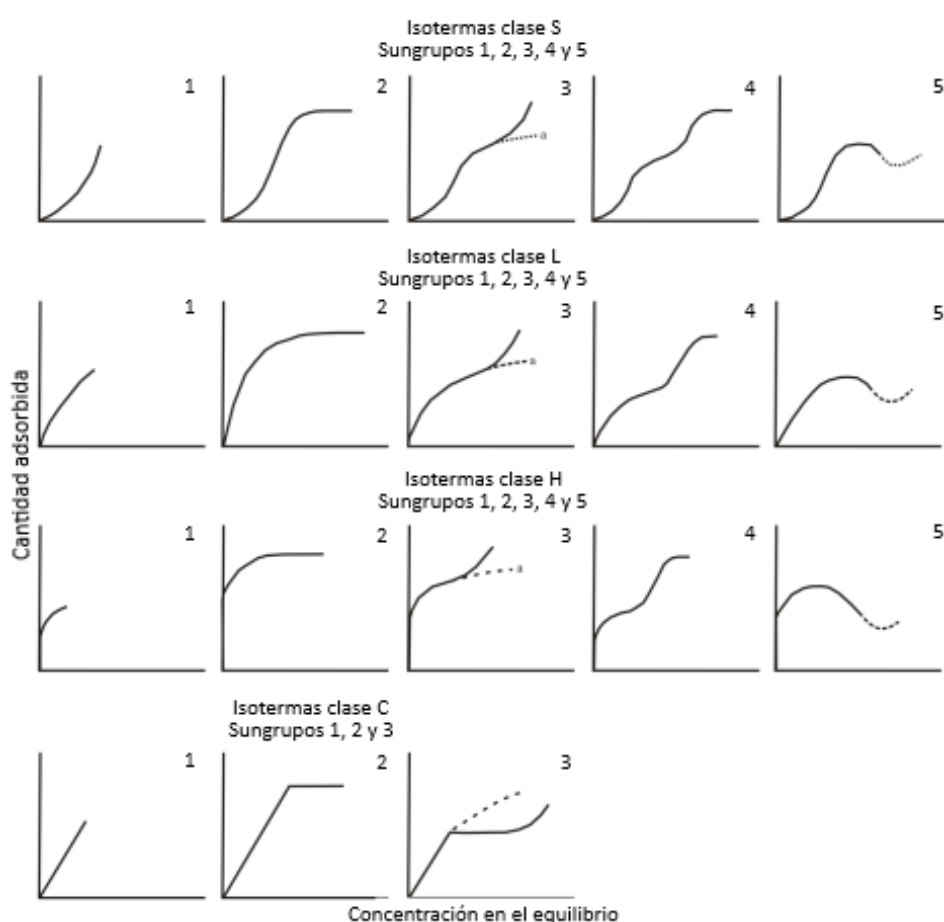 Isotermas clase S
Sungrupos 1, 2, 3, 4 y 5
1
2
3
4
5
a
Isotermas clase L
Sungrupos 1, 2, 3, 4 y 5
1
2
3
4
5
a
Cantidad adsorbida
Isotermas clase H
Sungrupos 1, 2, 3, 4 y 5
1
2
3
4
5
a
Isotermas clase C
Sungrupos 1, 2 y 3
1
2
3
Concentración en el equilibrio